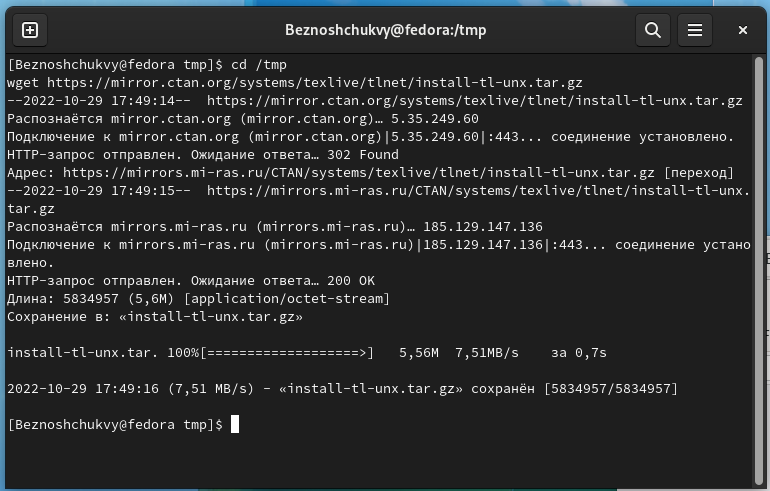 Beznoshchukvy@fedora:/tmp
[Beznoshchukvy@fedora tmp]$ cd /tmp
wget https://mirror.ctan.org/systems/texlive/tlnet/install-tl-unx.tar.gz
--2022-10-29 17:49:14--  https://mirror.ctan.org/systems/texlive/tlnet/install-tl-unx.tar.gz
Распознаётся mirror.ctan.org (mirror.ctan.org)… 5.35.249.60
Подключение к mirror.ctan.org (mirror.ctan.org)|5.35.249.60|:443... соединение установлено.
HTTP-запрос отправлен. Ожидание ответа… 302 Found
Адрес: https://mirrors.mi-ras.ru/CTAN/systems/texlive/tlnet/install-tl-unx.tar.gz [переход]
--2022-10-29 17:49:15--  https://mirrors.mi-ras.ru/CTAN/systems/texlive/tlnet/install-tl-unx.
tar.gz
Распознаётся mirrors.mi-ras.ru (mirrors.mi-ras.ru)… 185.129.147.136
Подключение к mirrors.mi-ras.ru (mirrors.mi-ras.ru)|185.129.147.136|:443... соединение устано
влено.
HTTP-запрос отправлен. Ожидание ответа… 200 OK
Длина: 5834957 (5,6M) [application/octet-stream]
Сохранение в: «install-tl-unx.tar.gz»
install-tl-unx.tar. 100%[===================>]   5,56M  7,51MB/s    за 0,7s
2022-10-29 17:49:16 (7,51 MB/s) - «install-tl-unx.tar.gz» сохранён [5834957/5834957]
[Beznoshchukvy@fedora tmp]$